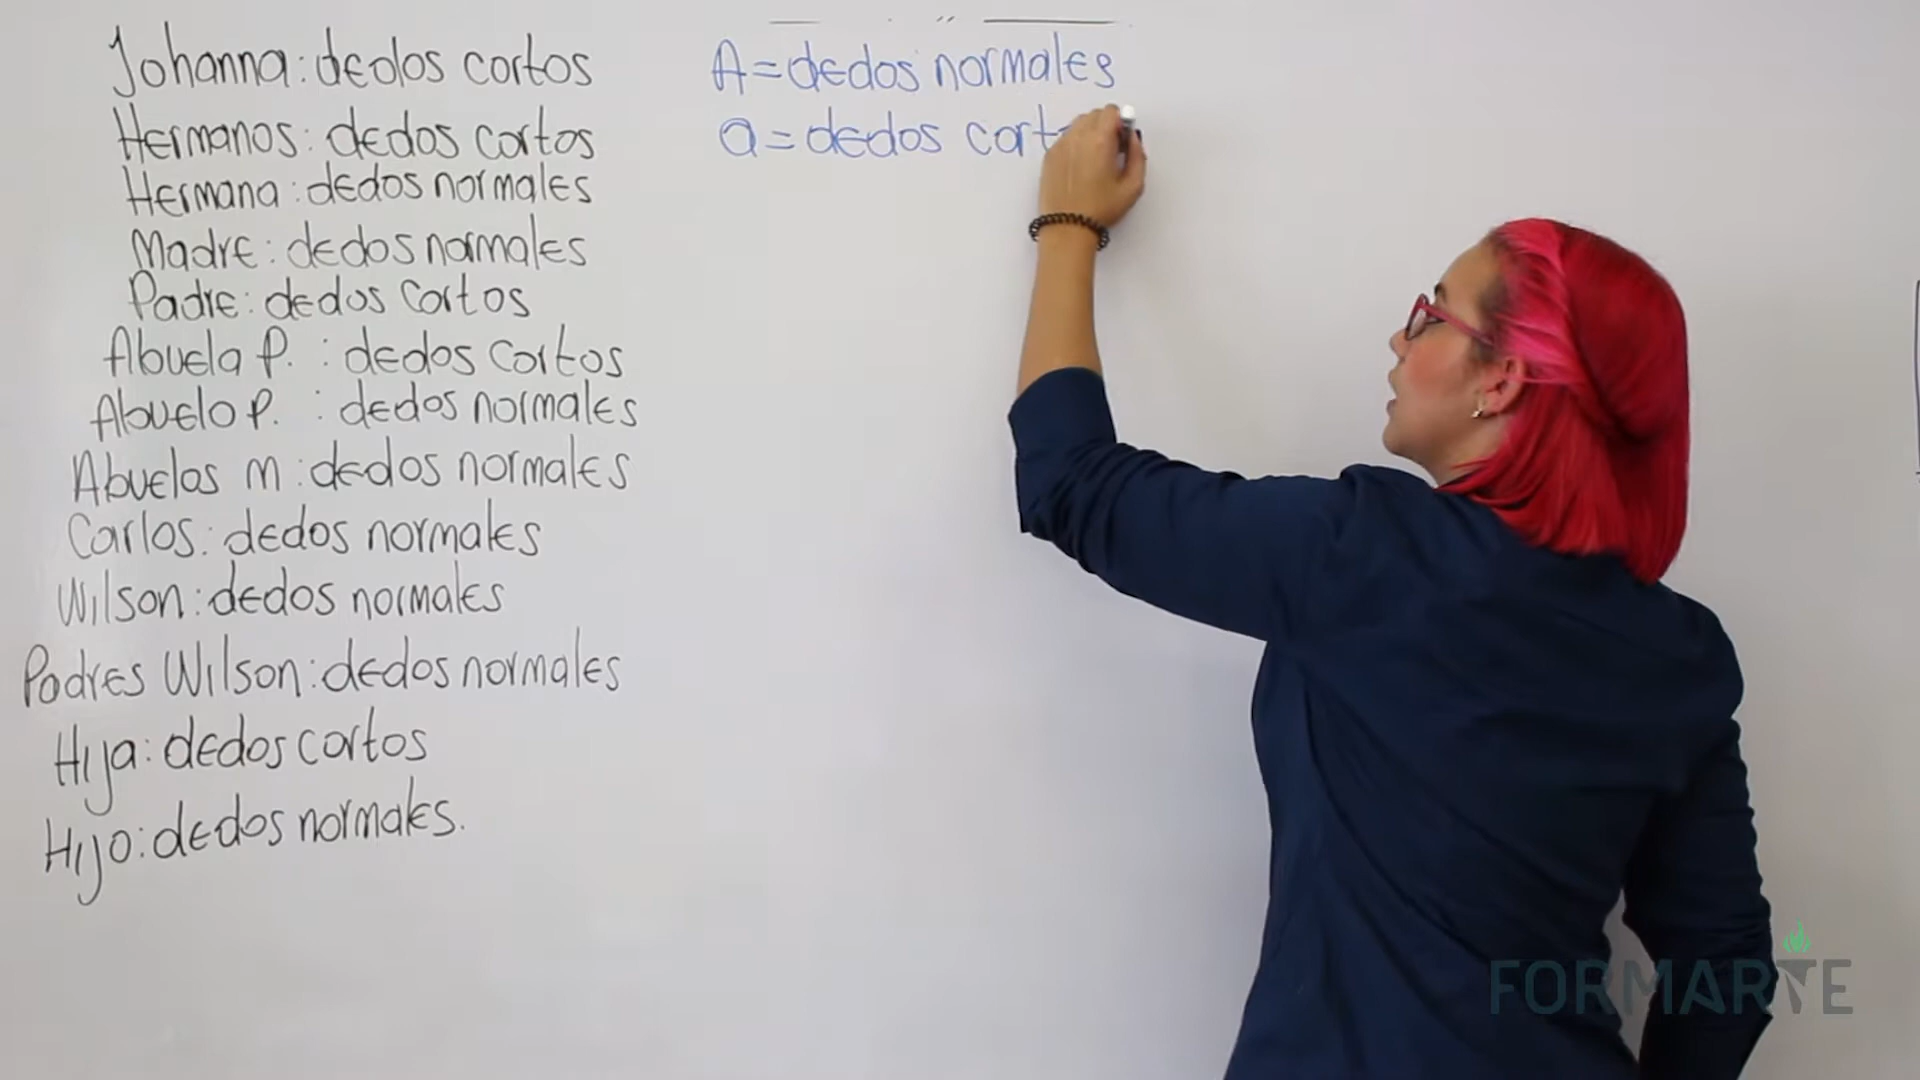 Johanna: dedos cortos
Hermanos: dedos cortos
Hermana: dedos normales
Madre: dedos normales
Padre: dedos cortos
Abuela P. : dedos cortos
Abuelo P. : dedos normales
Abuelos M: dedos normales
Carlos: dedos normales
Wilson: dedos normales
Padres Wilson: dedos normales
Hija: dedos cortos
Hijo: dedos normales.
A = dedos normales
a = dedos cort
FORMARTE